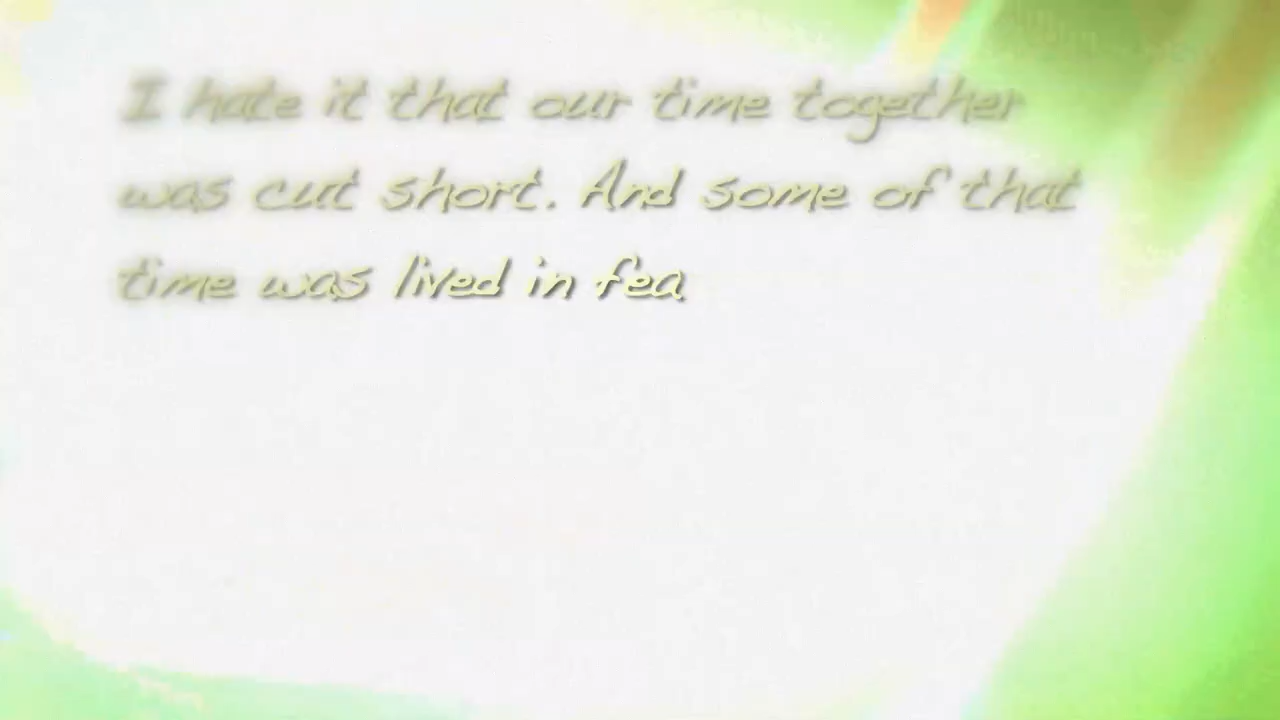 I hate it that our time together
was cut short. And some of that
time was lived in fea